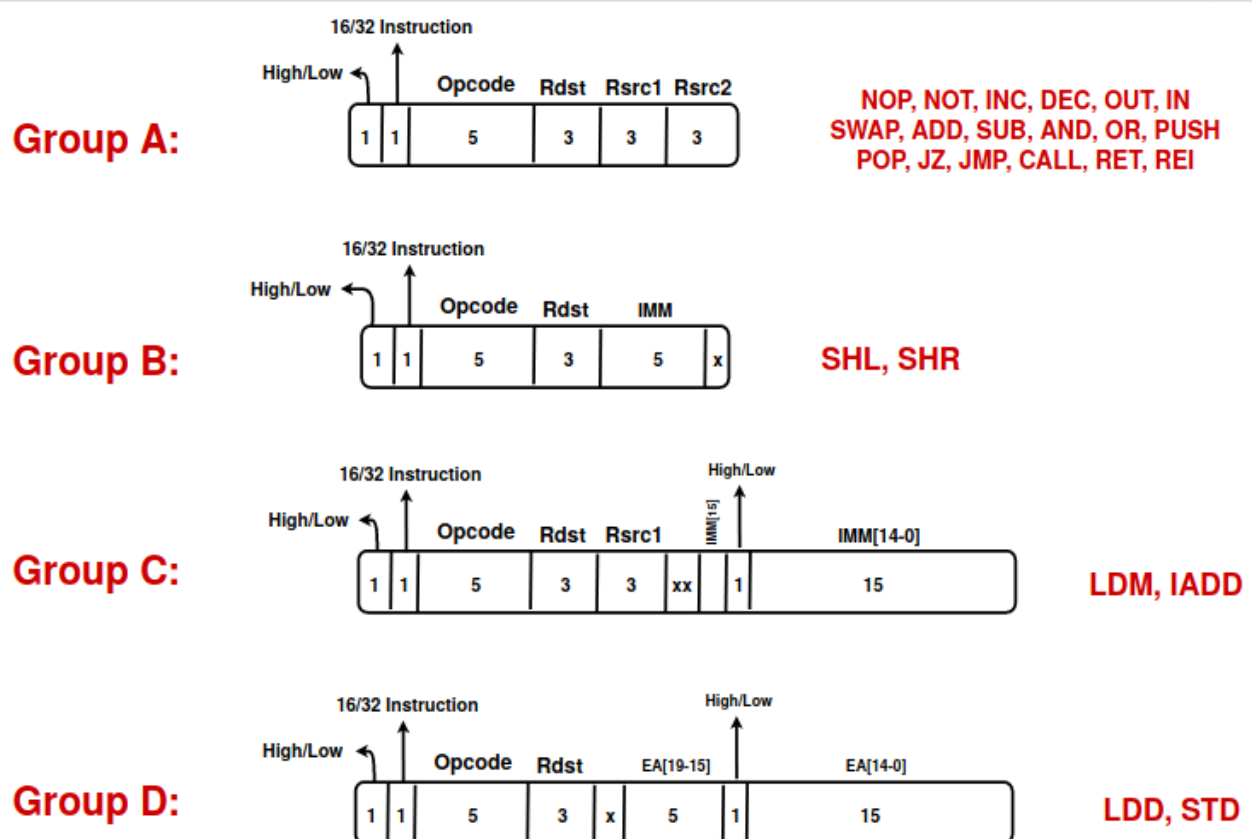 16/32 Instruction
High/Low
Opcode Rdst Rsrc1 Rsrc2
Group A:
1 1 5 3 3 3
NOP, NOT, INC, DEC, OUT, IN
SWAP, ADD, SUB, AND, OR, PUSH
POP, JZ, JMP, CALL, RET, REI
16/32 Instruction
High/Low
Opcode Rdst IMM
Group B:
1 1 5 3 5 x
SHL, SHR
16/32 Instruction
High/Low
High/Low
Opcode Rdst Rsrc1 IMM[15] IMM[14-0]
Group C:
1 1 5 3 3 xx 1 15
LDM, IADD
16/32 Instruction
High/Low
High/Low
Opcode Rdst EA[19-15] EA[14-0]
Group D:
1 1 5 3 x 5 1 15
LDD, STD